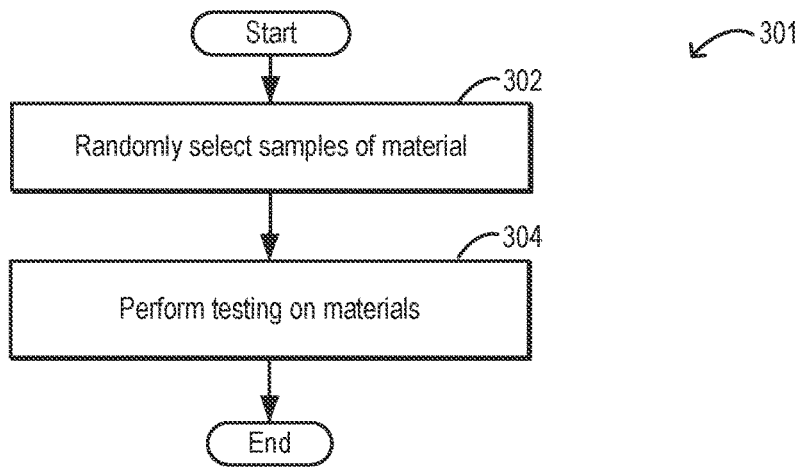 Start
301
302
Randomly select samples of material
304
Perform testing on materials
End